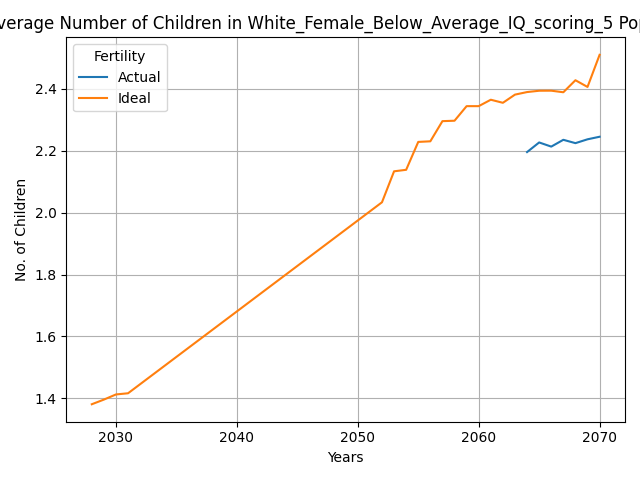 verage Number of Children in White_Female_Below_Average_IQ_scoring_5 Pop
Fertility
Actual
Ideal
No. of Children
2.4
2.2
2.0
1.8
1.6
1.4
2030 2040 2050 2060 2070
Years